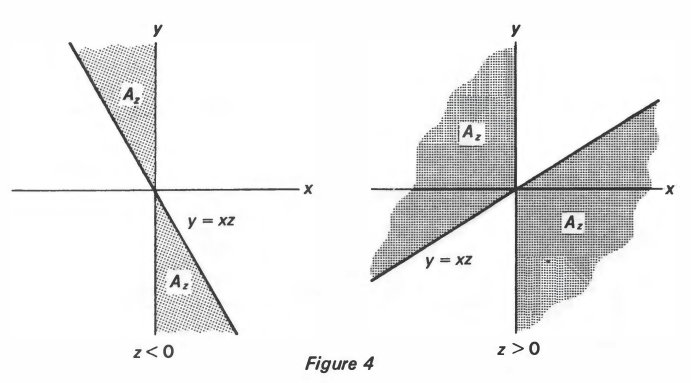 y
A_z
x
y = xz
A_z
z < 0
y
A_z
x
A_z
y = xz
z > 0
Figure 4